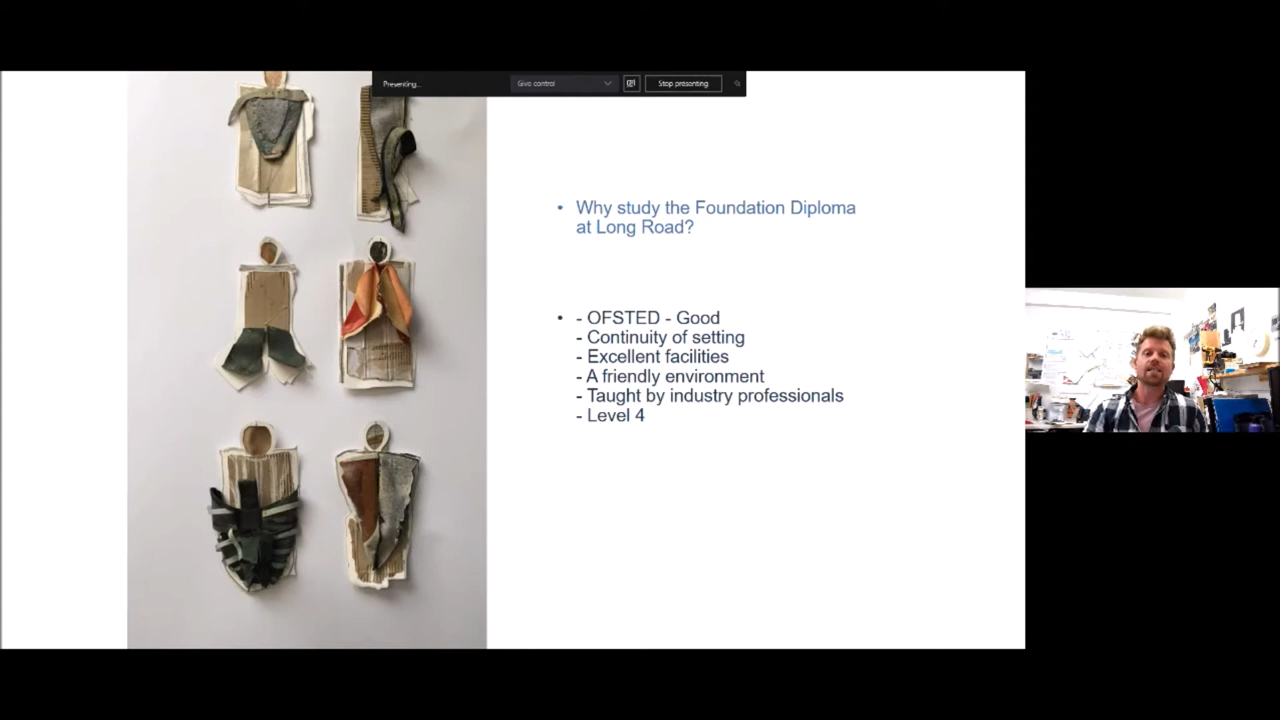 Presenting...
Give control
Stop presenting
• Why study the Foundation Diploma
at Long Road?
• - OFSTED - Good
- Continuity of setting
- Excellent facilities
- A friendly environment
- Taught by industry professionals
- Level 4